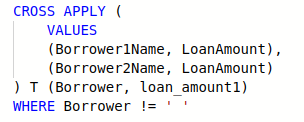 CROSS APPLY (
VALUES
(Borrower1Name, LoanAmount),
(Borrower2Name, LoanAmount)
) T (Borrower, loan_amount1)
WHERE Borrower != ' '